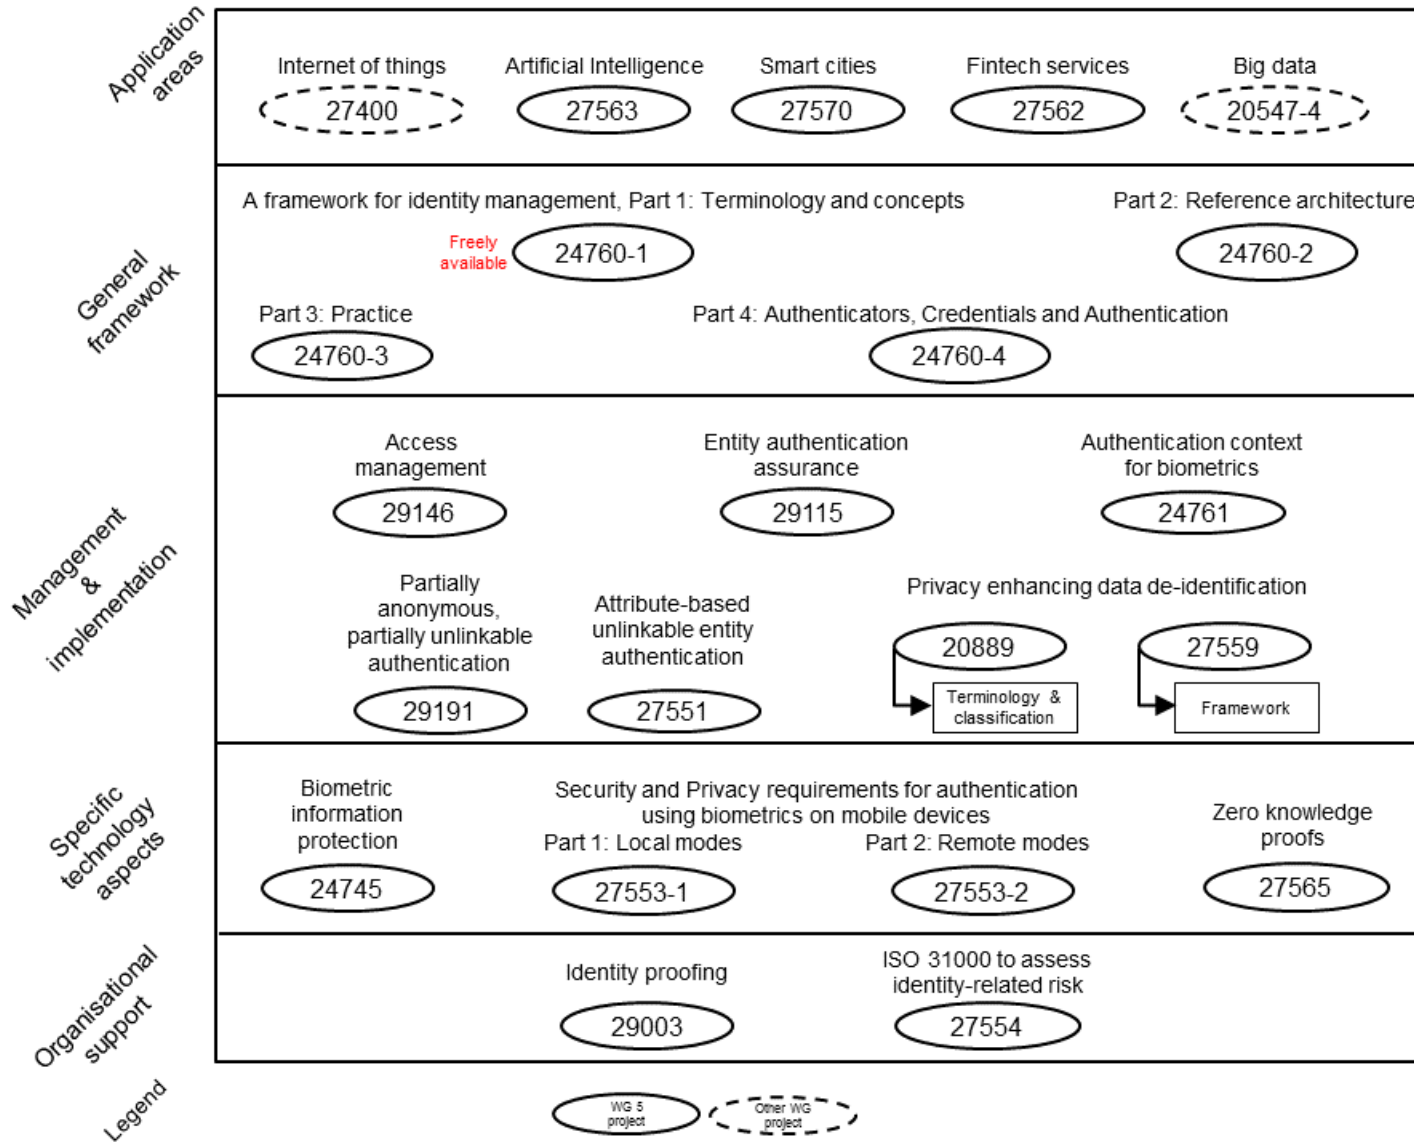 Application
areas
Internet of things
Artificial Intelligence
Smart cities
Fintech services
Big data
27400
27563
27570
27562
20547-4
General
framework
A framework for identity management, Part 1: Terminology and concepts
Part 2: Reference architecture
Freely
available
24760-1
24760-2
Part 3: Practice
Part 4: Authenticators, Credentials and Authentication
24760-3
24760-4
Management
&
implementation
Access
management
29146
Entity authentication
assurance
29115
Authentication context
for biometrics
24761
Partially
anonymous,
partially unlinkable
authentication
29191
Attribute-based
unlinkable entity
authentication
27551
Privacy enhancing data de-identification
20889
27559
Terminology &
classification
Framework
Specific
technology
aspects
Biometric
information
protection
24745
Security and Privacy requirements for authentication
using biometrics on mobile devices
Part 1: Local modes
Part 2: Remote modes
27553-1
27553-2
Zero knowledge
proofs
27565
Organisational
support
Identity proofing
29003
ISO 31000 to assess
identity-related risk
27554
Legend
WG 5
project
Other WG
project